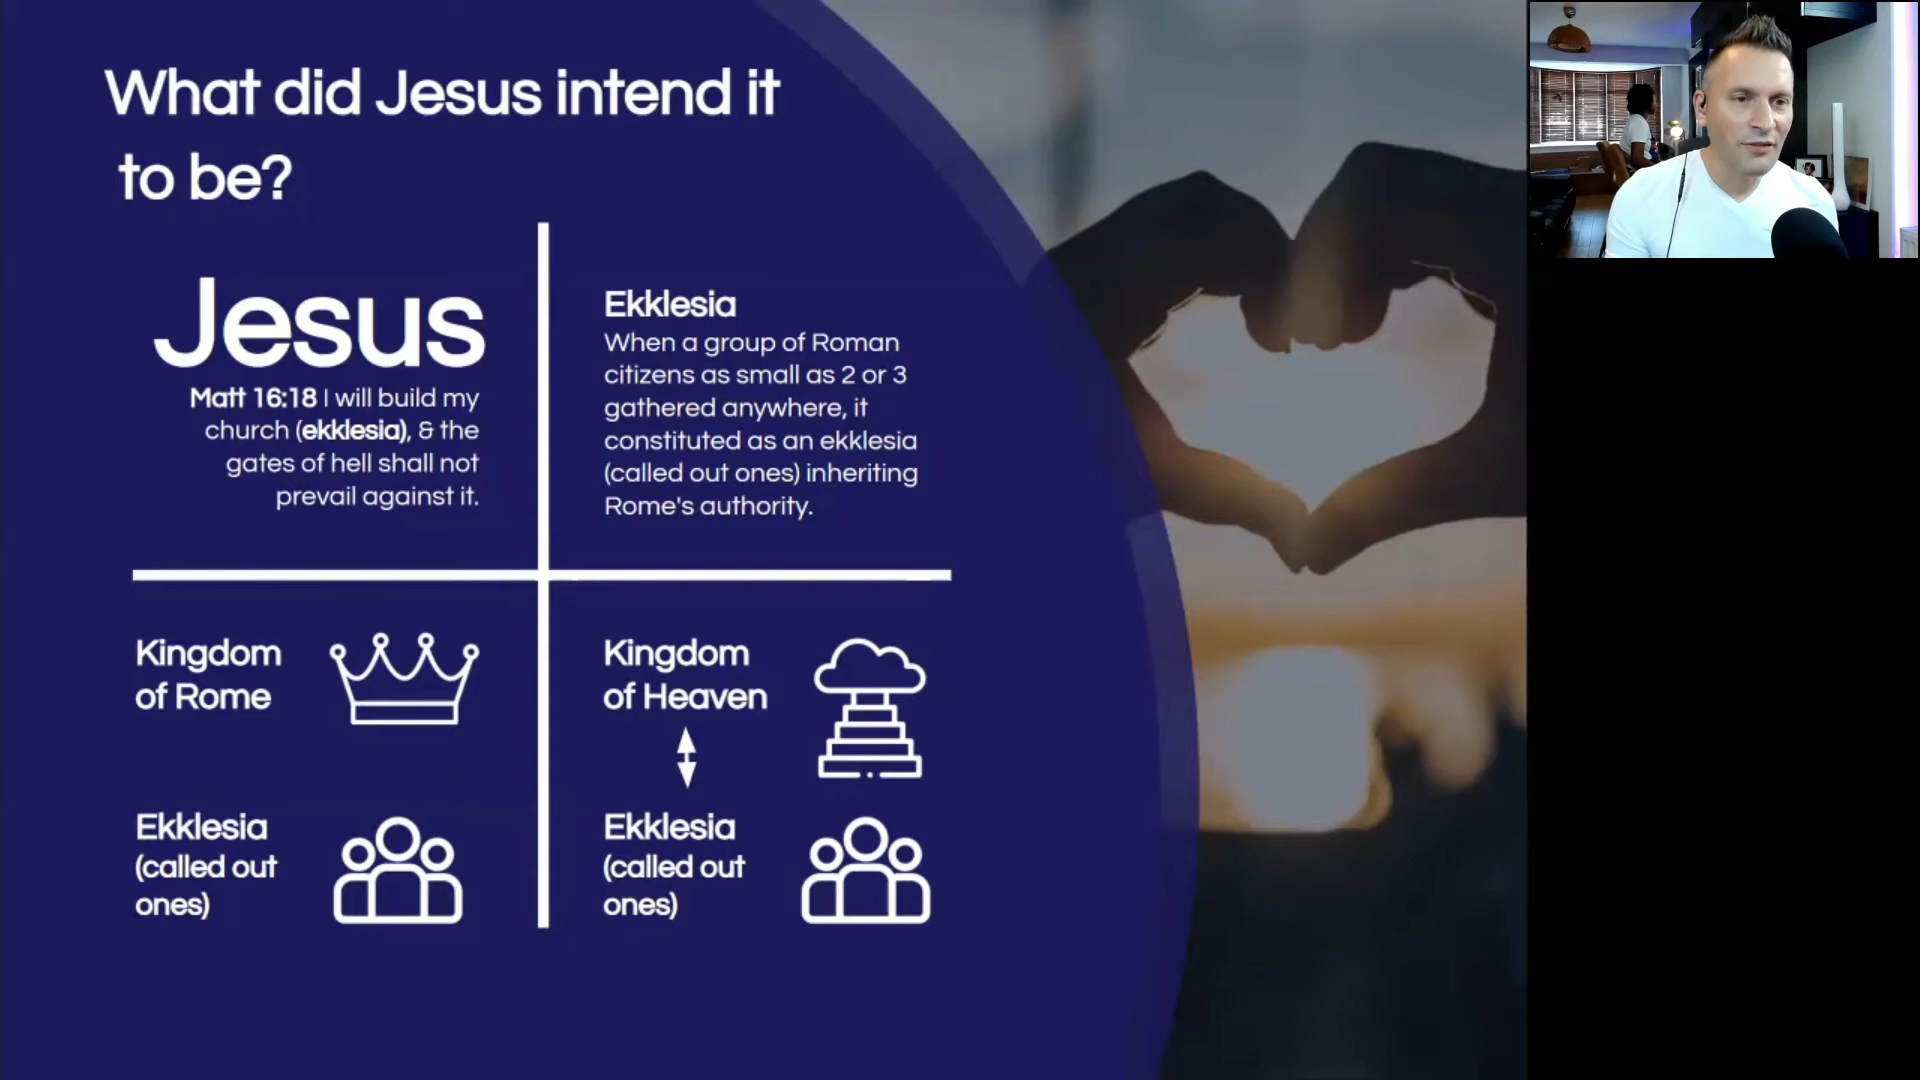 What did Jesus intend it
to be?
Jesus
Matt 16:18 I will build my
church (ekklesia), & the
gates of hell shall not
prevail against it.
Ekklesia
When a group of Roman
citizens as small as 2 or 3
gathered anywhere, it
constituted as an ekklesia
(called out ones) inheriting
Rome's authority.
Kingdom
of Rome
Ekklesia
(called out
ones)
Kingdom
of Heaven
Ekklesia
(called out
ones)